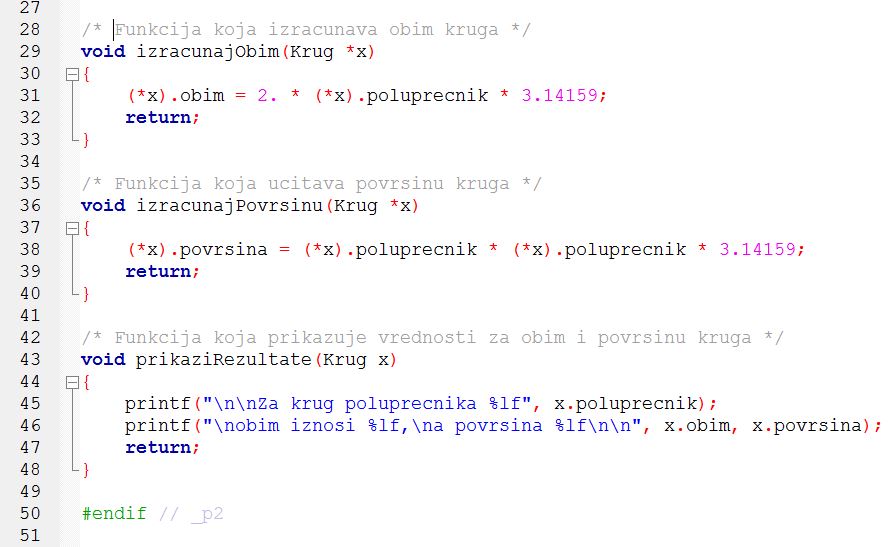 27
28 /* Funkcija koja izracunava obim kruga */
29 void izracunajObim(Krug *x)
30 {
31     (*x).obim = 2. * (*x).poluprecnik * 3.14159;
32     return;
33 }
34
35 /* Funkcija koja ucitava povrsinu kruga */
36 void izracunajPovrsinu(Krug *x)
37 {
38     (*x).povrsina = (*x).poluprecnik * (*x).poluprecnik * 3.14159;
39     return;
40 }
41
42 /* Funkcija koja prikazuje vrednosti za obim i povrsinu kruga */
43 void prikaziRezultate(Krug x)
44 {
45     printf("\n\nZa krug poluprecnika %lf", x.poluprecnik);
46     printf("\nobim iznosi %lf,\na povrsina %lf\n\n", x.obim, x.povrsina);
47     return;
48 }
49
50 #endif // _p2
51